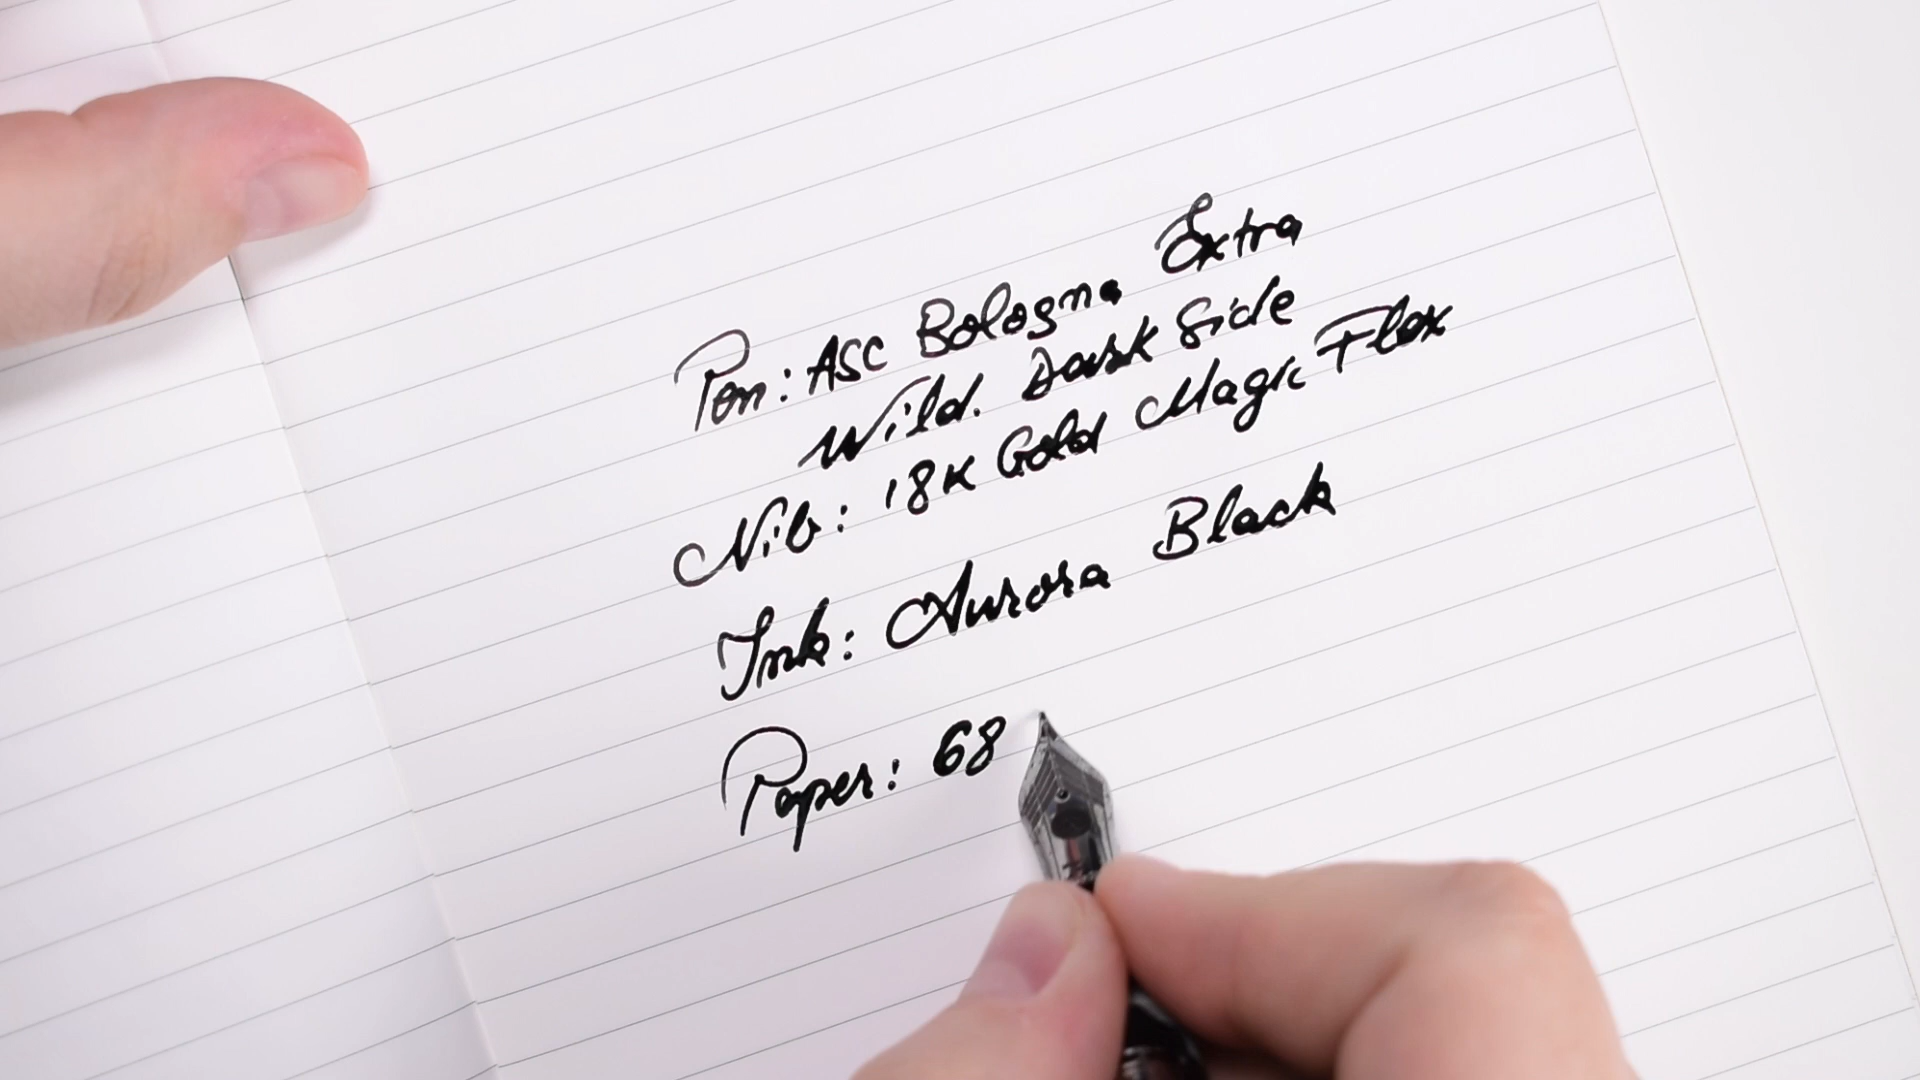 Pen: ASC Bologna Extra
Wild. Dark Side
Nib: 18K Gold Magic Flex
Ink: Aurora Black
Paper: 68